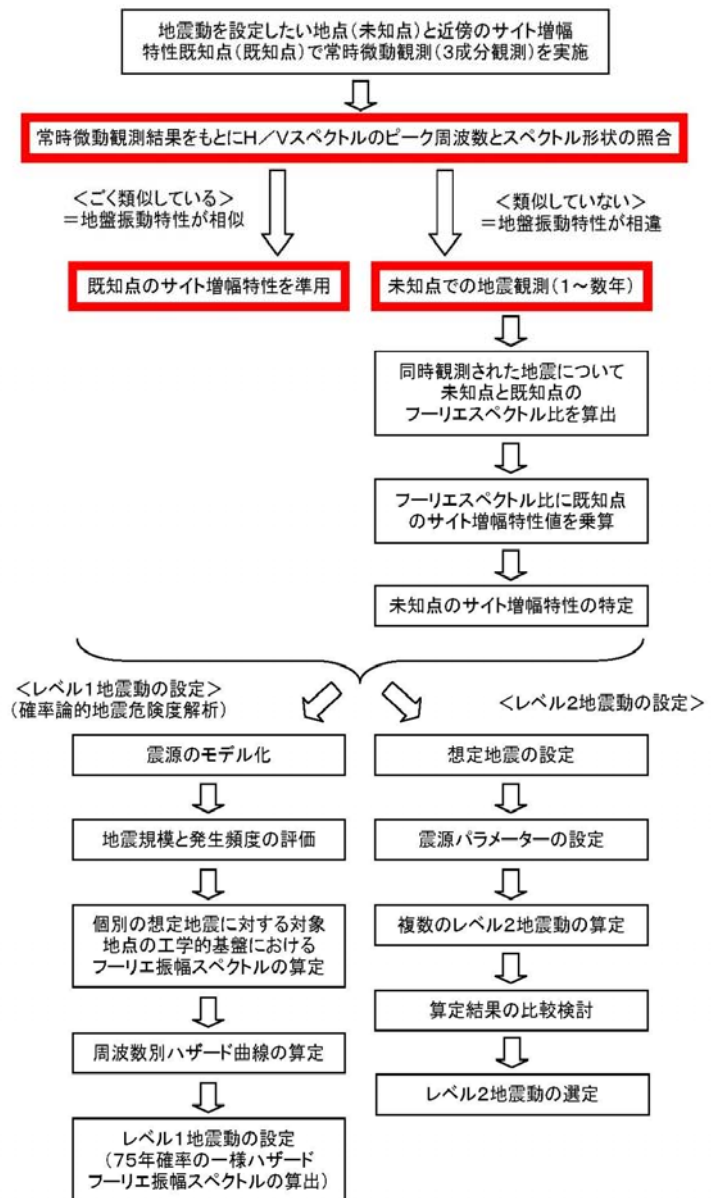 地震動を設定したい地点(未知点)と近傍のサイト増幅
特性既知点(既知点)で常時微動観測(3成分観測)を実施
常時微動観測結果をもとにH/Vスペクトルのピーク周波数とスペクトル形状の照合
<ごく類似している>
=地盤振動特性が相似
<類似していない>
=地盤振動特性が相違
既知点のサイト増幅特性を準用
未知点での地震観測(1~数年)
同時観測された地震について
未知点と既知点の
フーリエスペクトル比を算出
フーリエスペクトル比に既知点
のサイト増幅特性値を乗算
未知点のサイト増幅特性の特定
<レベル1地震動の設定>
(確率論的地震危険度解析)
<レベル2地震動の設定>
震源のモデル化
地震規模と発生頻度の評価
個別の想定地震に対する対象
地点の工学的基盤における
フーリエ振幅スペクトルの算定
周波数別ハザード曲線の算定
レベル1地震動の設定
(75年確率の一様ハザード
フーリエ振幅スペクトルの算出)
想定地震の設定
震源パラメーターの設定
複数のレベル2地震動の算定
算定結果の比較検討
レベル2地震動の選定